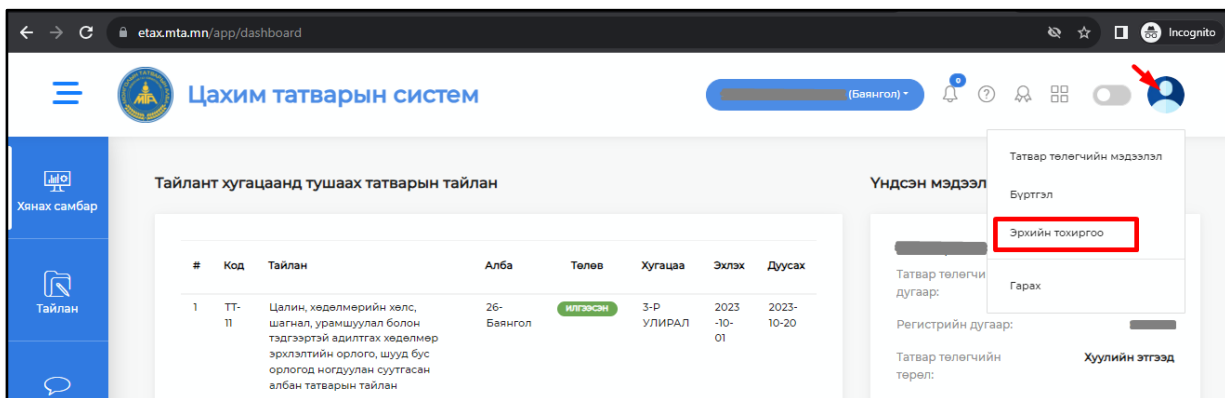 etax.mta.mn/app/dashboard
Incognito
Цахим татварын систем
(Баянгол)
0
Татвар төлөгчийн мэдээлэл
Бүртгэл
Эрхийн тохиргоо
Гарах
Хянах самбар
Тайлан
Тайлант хугацаанд тушаах татварын тайлан
# Код Тайлан Алба Төлөв Хугацаа Эхлэх Дуусах
1 ТТ- Цалин, хөдөлмөрийн хөлс, 26- ИЛГЭЭСЭН 3-Р 2023 2023-
11 шагнал, урамшуулал болон Баянгол УЛИРАЛ -10- 10-20
тэдгээртэй адилтгах хөдөлмөр 01
эрхлэлтийн орлого, шууд бус
орлогод ногдуулан суутгасан
албан татварын тайлан
Үндсэн мэдээл
Татвар төлөгчи
дугаар:
Регистрийн дугаар:
Татвар төлөгчийн Хуулийн этгээд
төрөл: